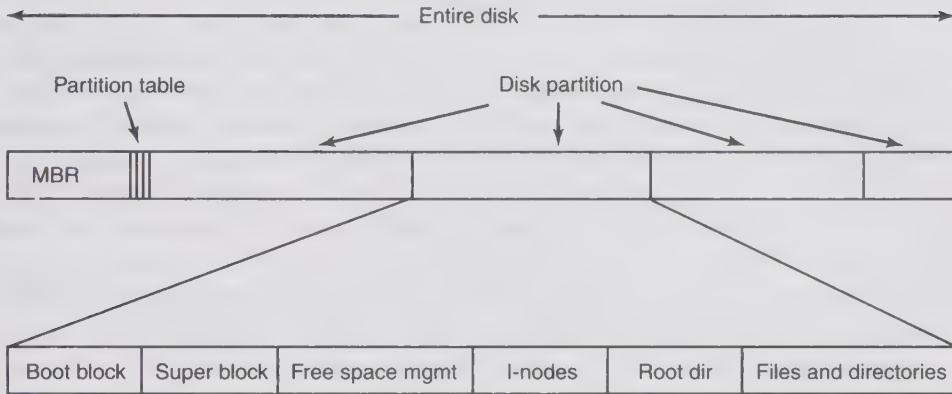 Entire disk
Partition table
Disk partition
MBR
Boot block
Super block
Free space mgmt
I-nodes
Root dir
Files and directories